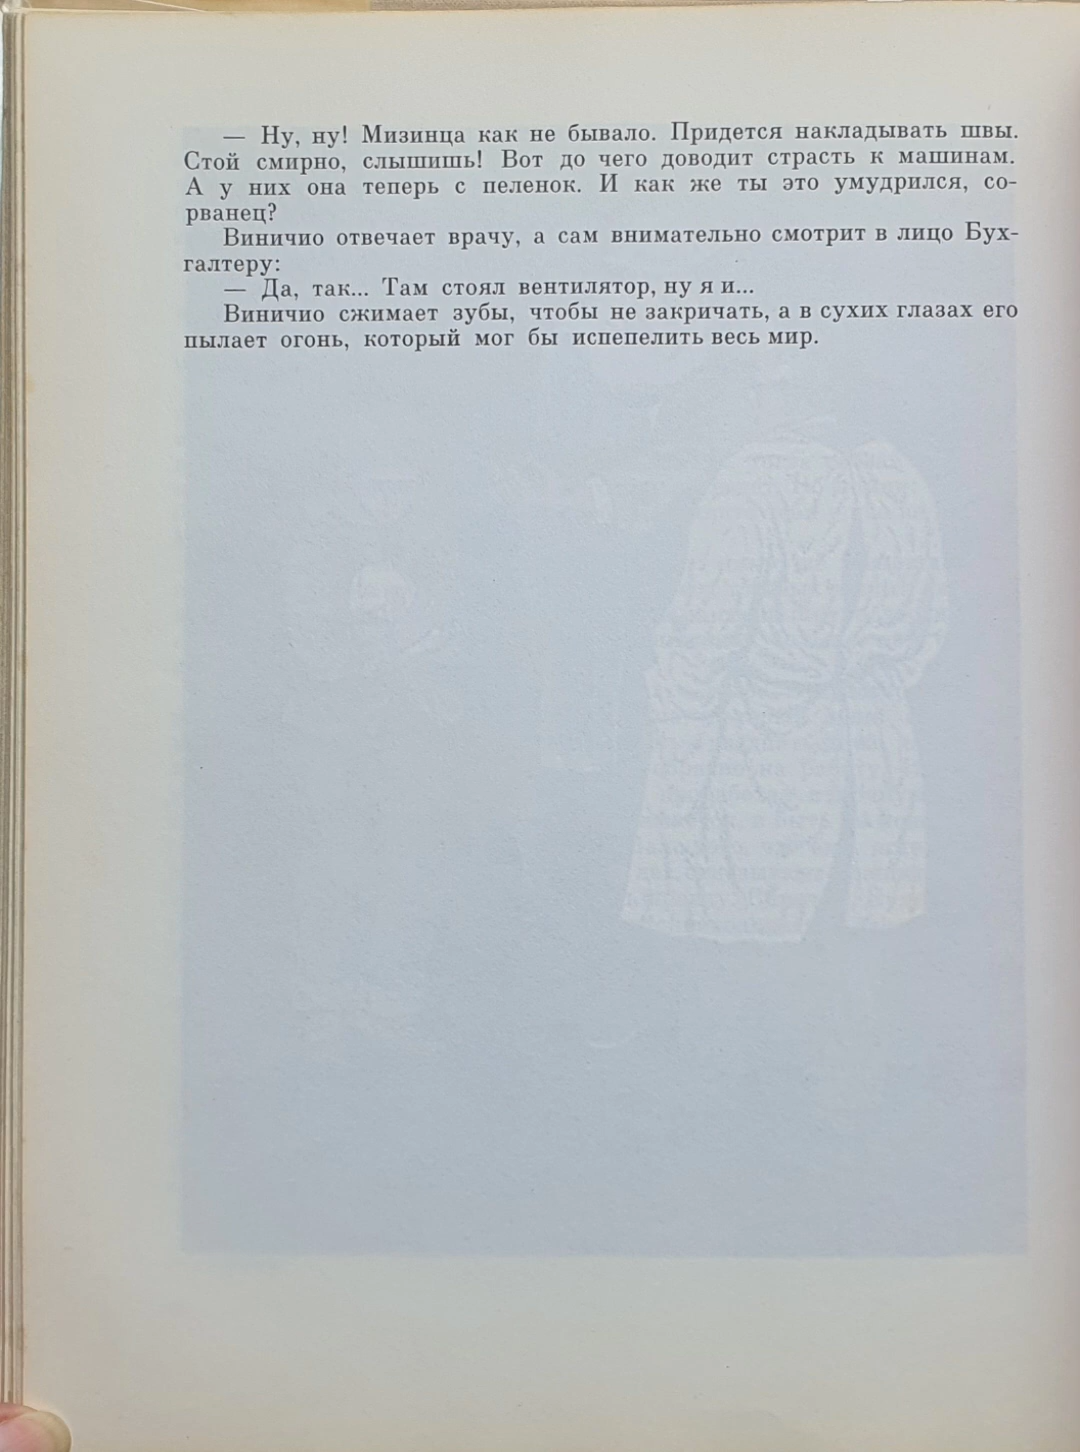 — Ну, ну! Мизинца как не бывало. Придется накладывать швы.
Стой смирно, слышишь! Вот до чего доводит страсть к машинам.
А у них она теперь с пеленок. И как же ты это умудрился, со-
рванец?
Виничио отвечает врачу, а сам внимательно смотрит в лицо Бух-
галтеру:
— Да, так... Там стоял вентилятор, ну я и...
Виничио сжимает зубы, чтобы не закричать, а в сухих глазах его
пылает огонь, который мог бы испепелить весь мир.